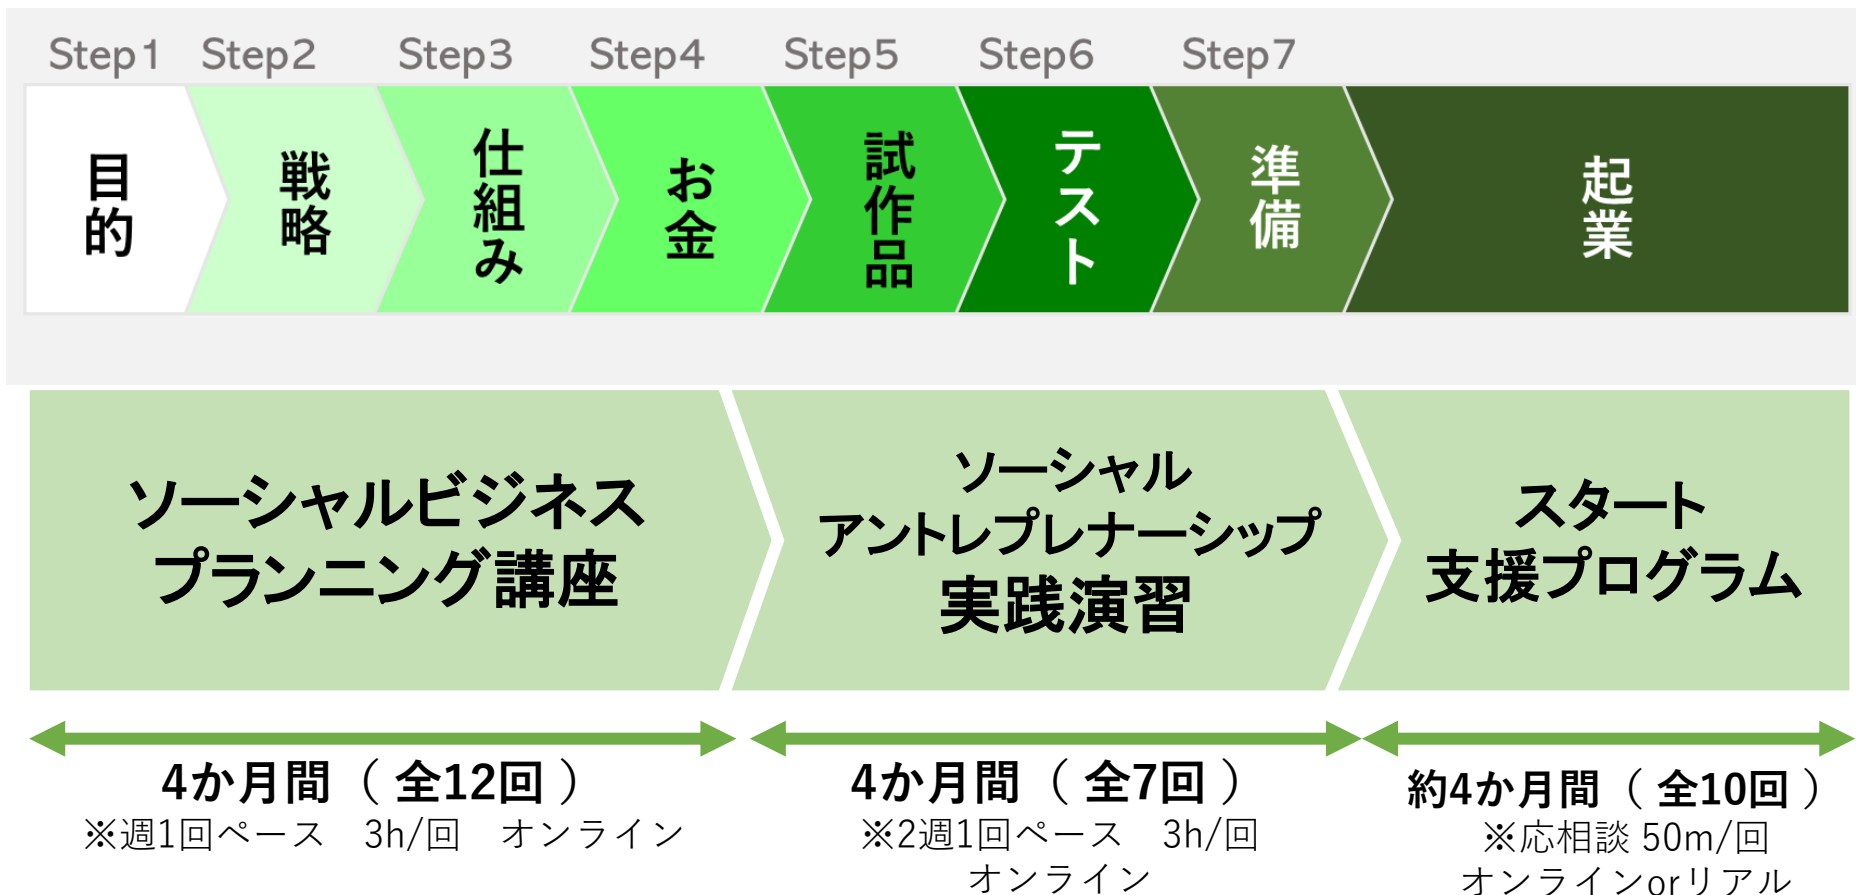 Step1 Step2 Step3 Step4 Step5 Step6 Step7
目的
戦略
仕組み
お金
試作品
テスト
準備
起業
ソーシャルビジネス
プランニング講座
ソーシャル
アントレプレナーシップ
実践演習
スタート
支援プログラム
4か月間（全12回）
※週1回ペース　3h/回　オンライン
4か月間（全7回）
※2週1回ペース　3h/回
オンライン
約4か月間（全10回）
※応相談 50m/回
オンラインorリアル